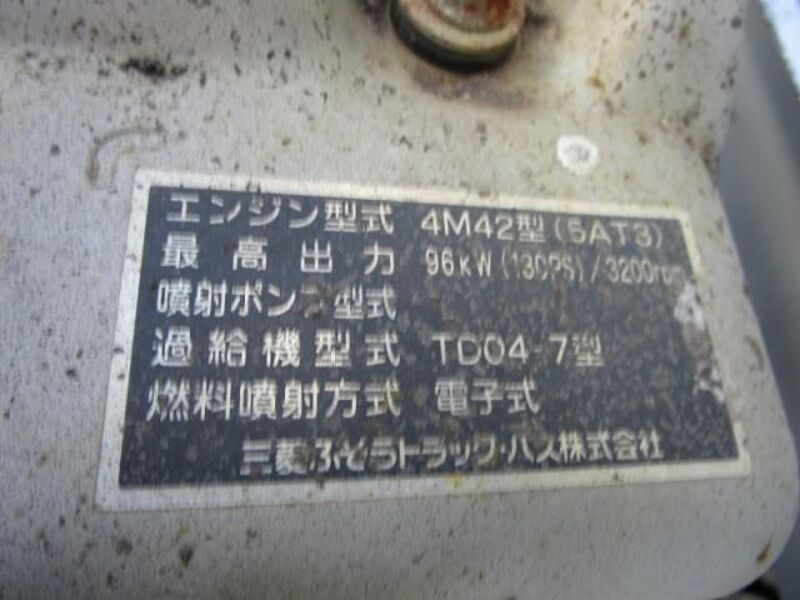 エンジン型式 4M42型(5AT3)
最高出力 96kW(130PS)/3200rpm
噴射ポンプ型式
過給機型式 TD04-7型
燃料噴射方式 電子式
三菱ふそうトラック・バス株式会社